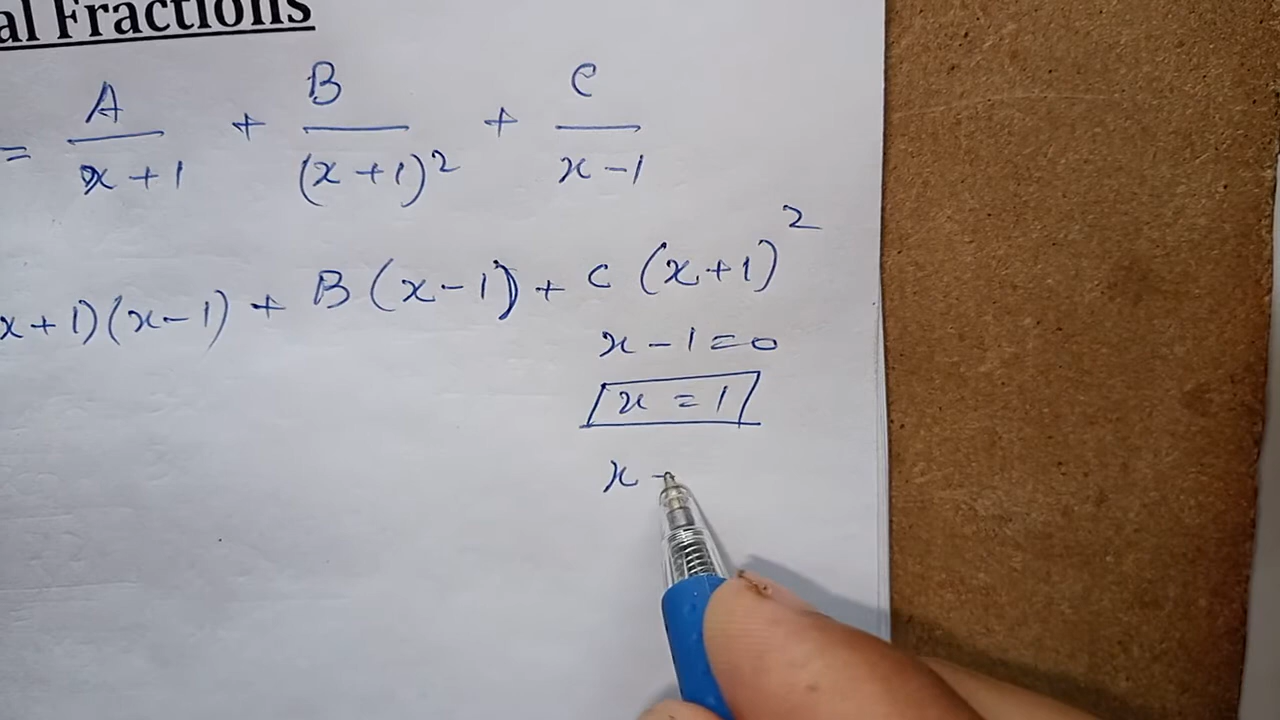 al Fractions
= A/(x+1) + B/(x+1)² + C/(x-1)
x+1)(x-1) + B(x-1) + C(x+1)²
x-1=0
x=1
x